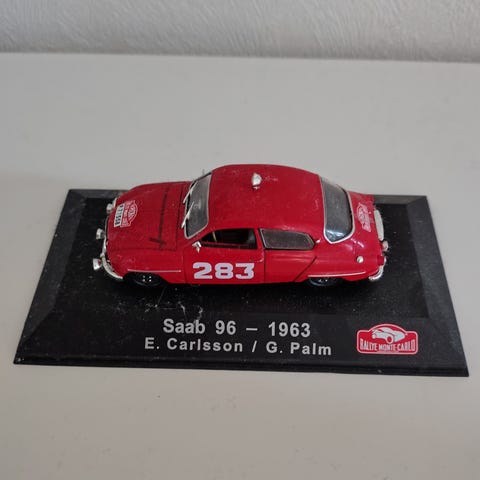 283
Saab 96 – 1963
E. Carlsson / G. Palm
RALLYE MONTE-CARLO